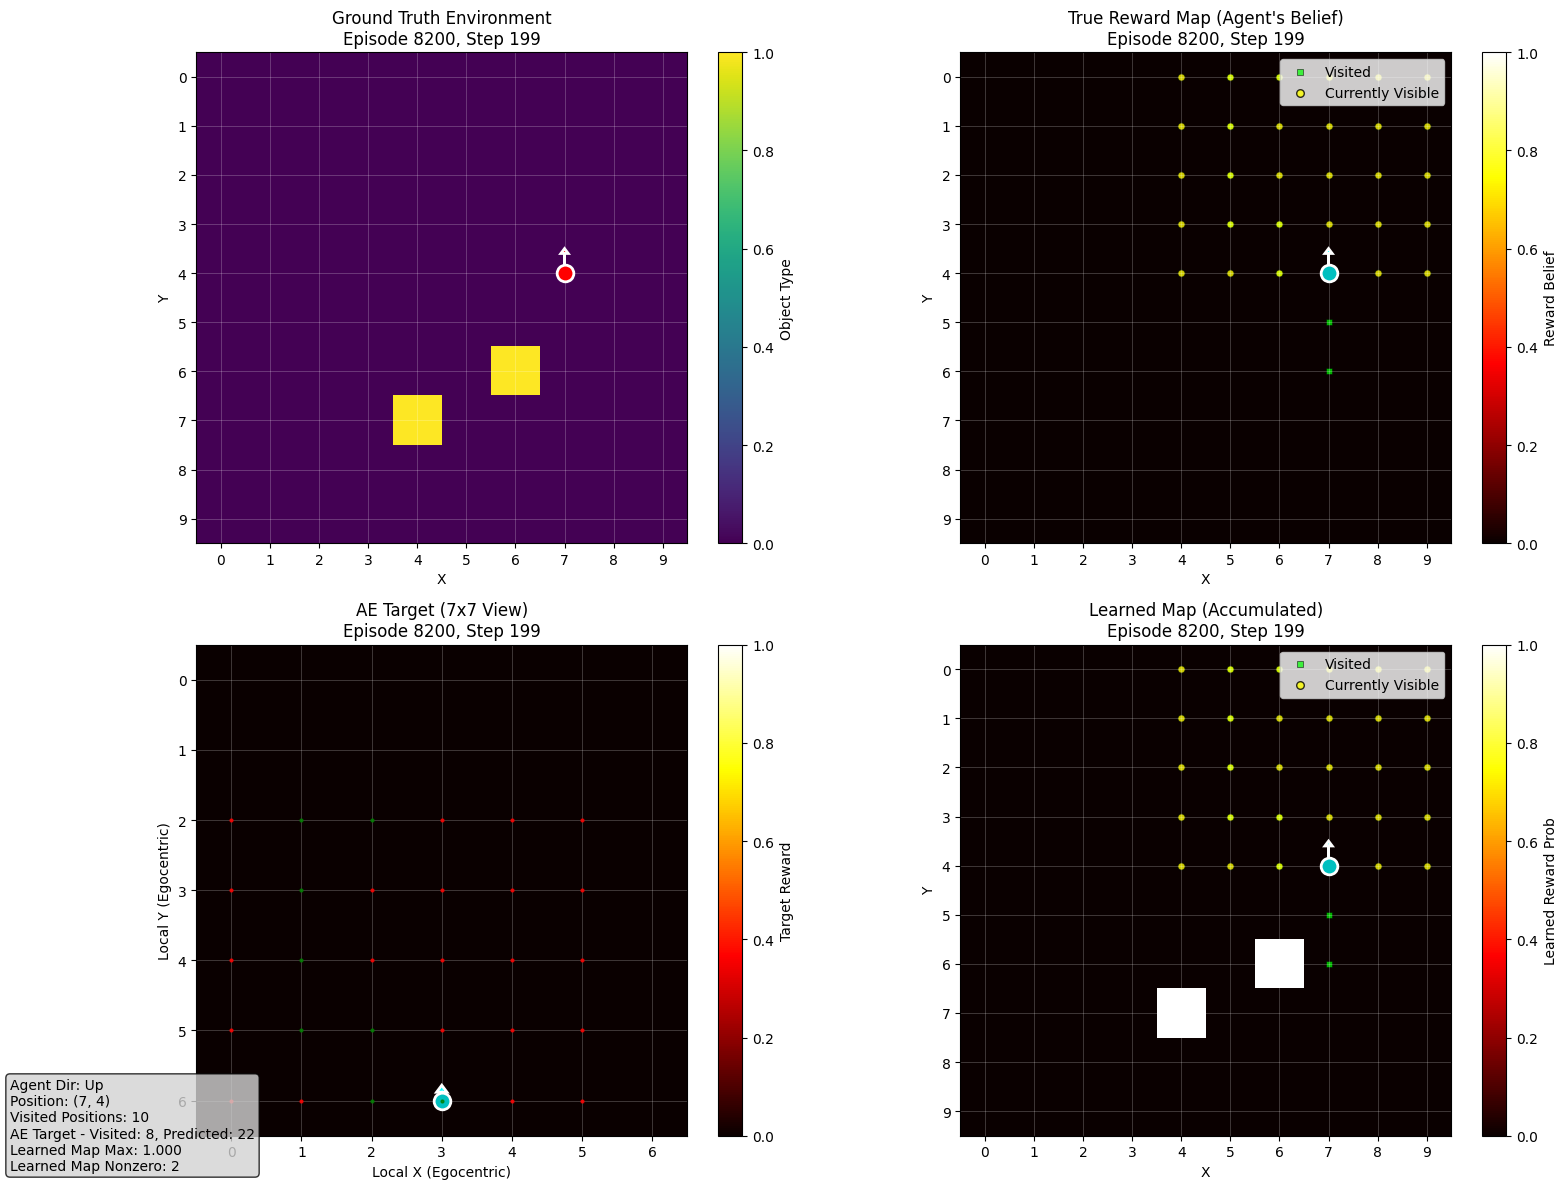 Ground Truth Environment
Episode 8200, Step 199
0
1
2
3
4
5
6
7
8
9
Y
0 1 2 3 4 5 6 7 8 9
X
1.0
0.8
0.6
0.4
0.2
0.0
Object Type
True Reward Map (Agent's Belief)
Episode 8200, Step 199
Visited
Currently Visible
0
1
2
3
4
5
6
7
8
9
Y
0 1 2 3 4 5 6 7 8 9
X
1.0
0.8
0.6
0.4
0.2
0.0
Reward Belief
AE Target (7x7 View)
Episode 8200, Step 199
0
1
2
3
4
5
6
Local Y (Egocentric)
0 1 2 3 4 5 6
Local X (Egocentric)
1.0
0.8
0.6
0.4
0.2
0.0
Target Reward
Agent Dir: Up
Position: (7, 4)
Visited Positions: 10
AE Target - Visited: 8, Predicted: 22
Learned Map Max: 1.000
Learned Map Nonzero: 2
Learned Map (Accumulated)
Episode 8200, Step 199
Visited
Currently Visible
0
1
2
3
4
5
6
7
8
9
Y
0 1 2 3 4 5 6 7 8 9
X
1.0
0.8
0.6
0.4
0.2
0.0
Learned Reward Prob